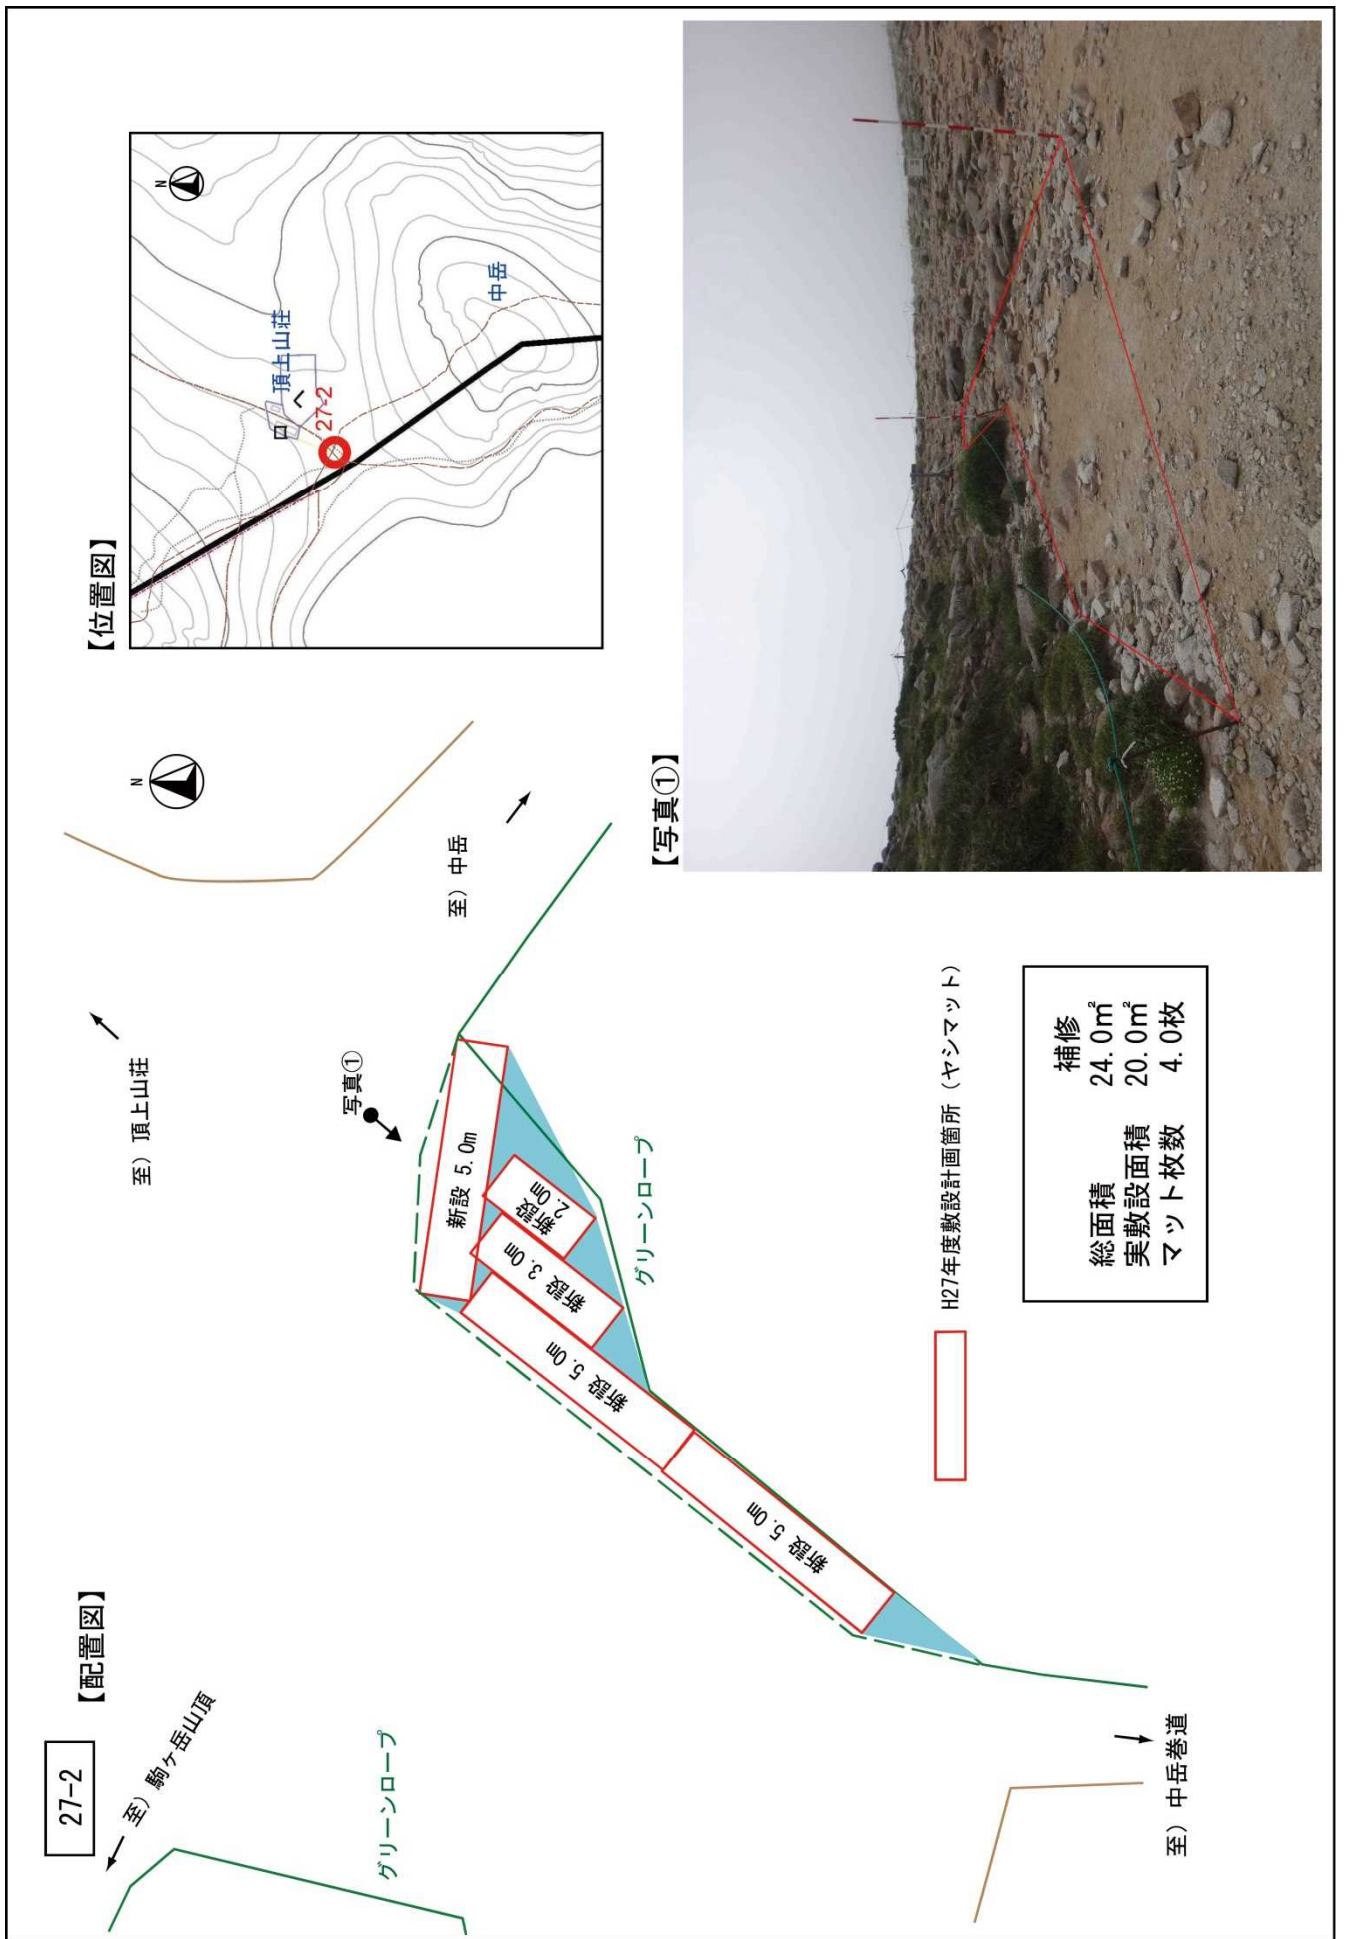 27-2
【配置図】
至）駒ヶ岳山頂
グリーンロープ
至）頂上山荘
N
至）中岳
写真①
新設 5.0m
新設 2.0m
新設 3.0m
新設 5.0m
新設 5.0m
グリーンロープ
至）中岳巻道
H27年度敷設計画箇所（ヤシマット）
補修
総面積 24.0㎡
実敷設面積 20.0㎡
マット枚数 4.0枚
【位置図】
N
頂上山荘
27-2
中岳
【写真①】